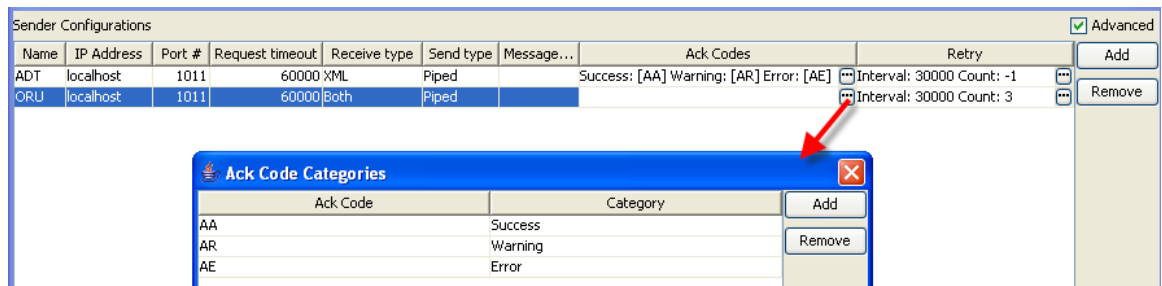 Sender Configurations Advanced
Name IP Address Port # Request timeout Receive type Send type Message... Ack Codes Retry Add
ADT localhost 1011 60000 XML Piped Success: [AA] Warning: [AR] Error: [AE] Interval: 30000 Count: -1
ORU localhost 1011 60000 Both Piped Interval: 30000 Count: 3 Remove
Ack Code Categories
Ack Code Category Add
AA Success
AR Warning Remove
AE Error